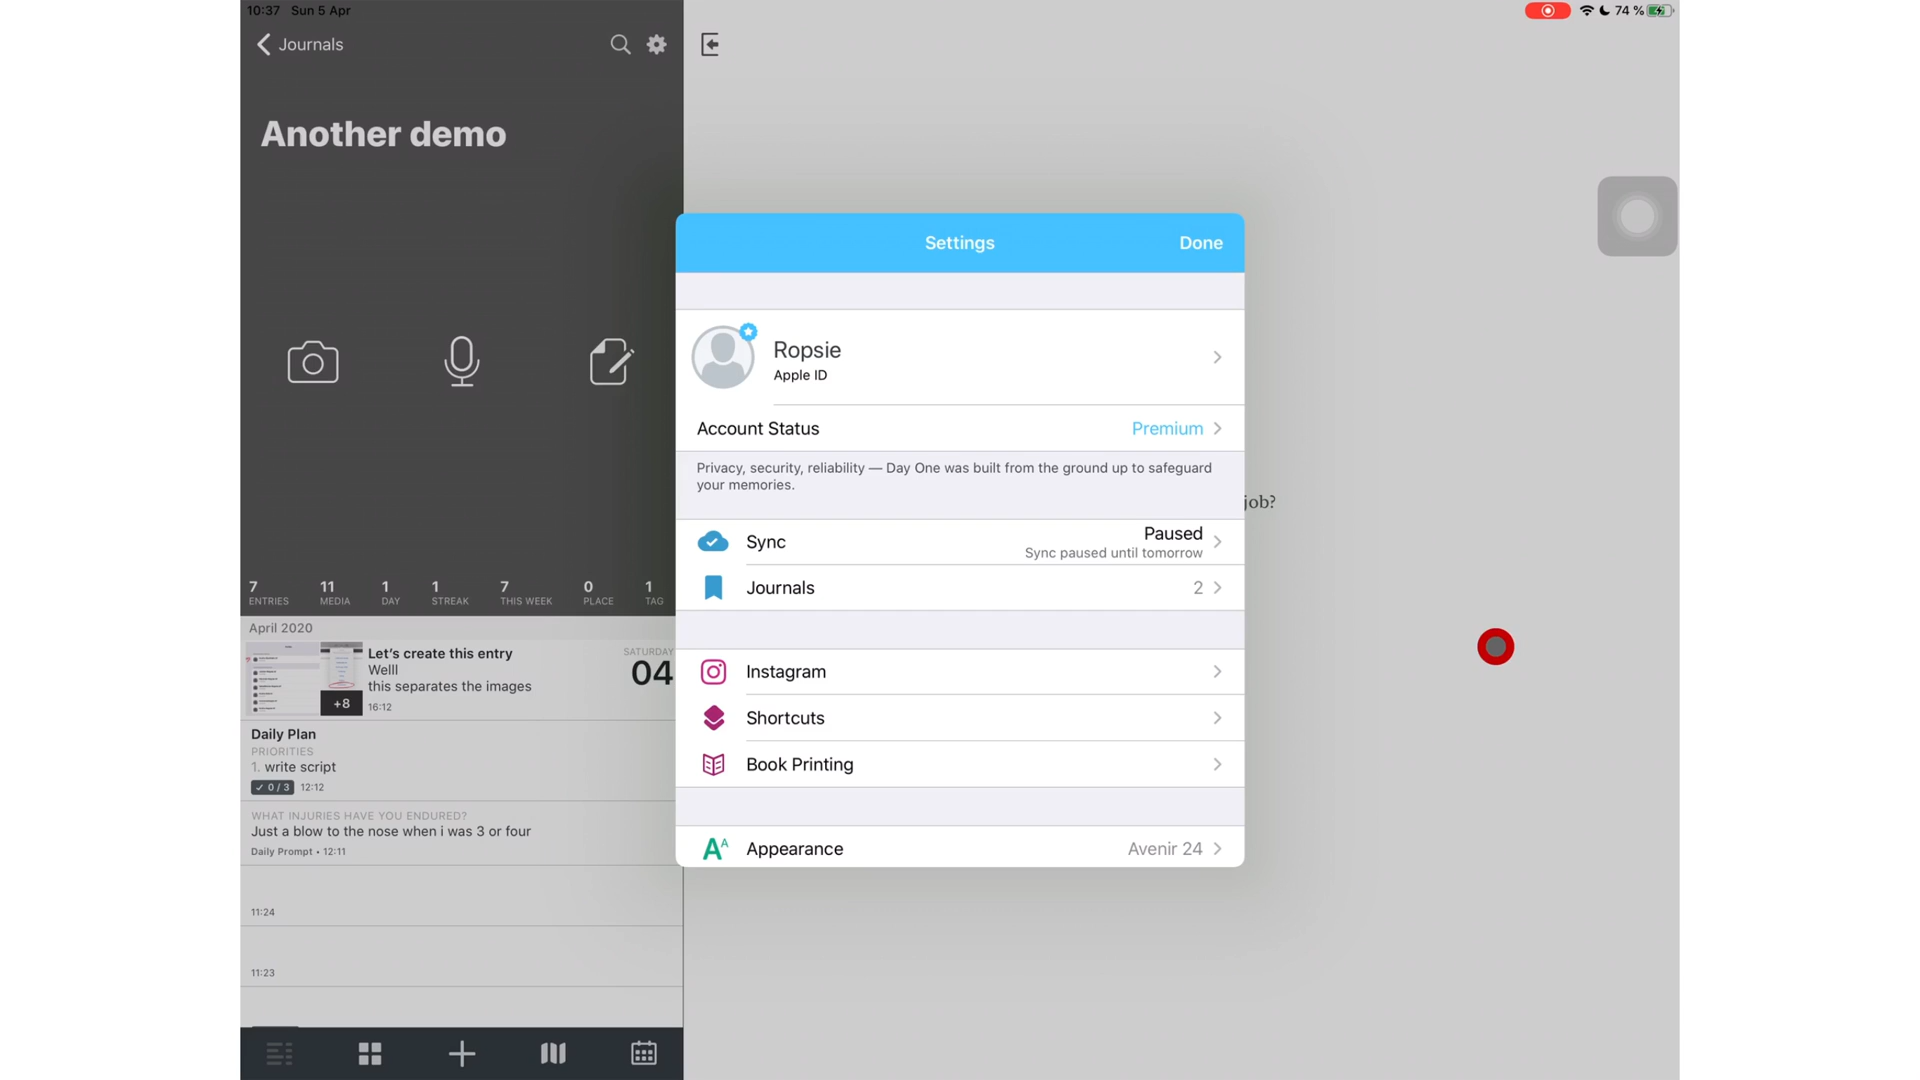 10:37 Sun 5 Apr
74 %
Journals
Another demo
7 11 1 1 7 0 1
ENTRIES MEDIA DAY STREAK THIS WEEK PLACE TAG
April 2020
Let’s create this entry
Welll
this separates the images
16:12
+8
SATURDAY
04
Daily Plan
PRIORITIES
1. write script
0 / 3 12:12
WHAT INJURIES HAVE YOU ENDURED?
Just a blow to the nose when i was 3 or four
Daily Prompt • 12:11
11:24
11:23
Settings
Done
Ropsie
Apple ID
Account Status Premium
Privacy, security, reliability — Day One was built from the ground up to safeguard
your memories.
Sync Paused
Sync paused until tomorrow
Journals 2
Instagram
Shortcuts
Book Printing
Appearance Avenir 24
job?